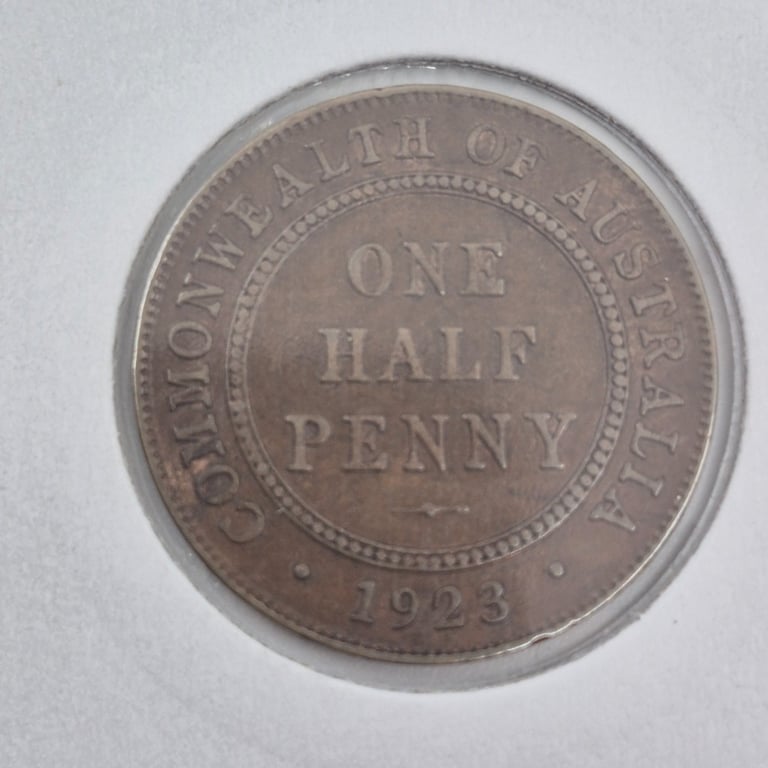 COMMONWEALTH OF AUSTRALIA
ONE
HALF
PENNY
1923